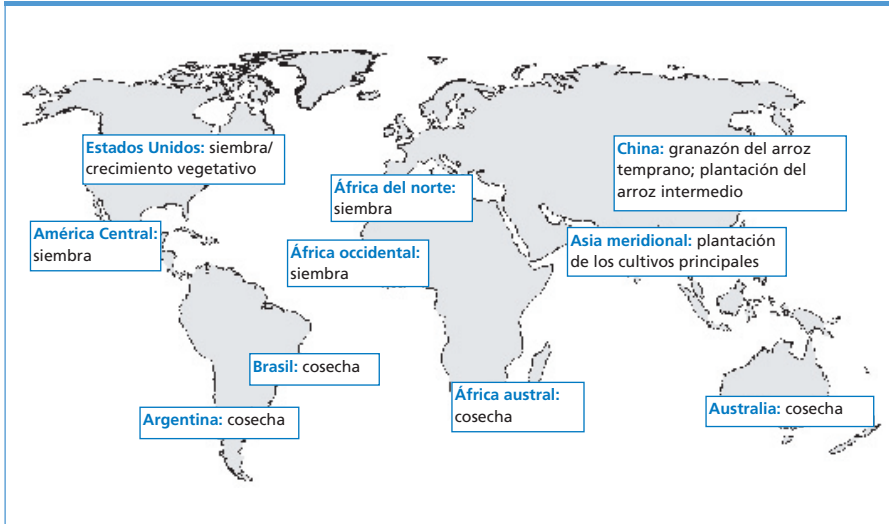 Estados Unidos: siembra/
crecimiento vegetativo
China: granazón del arroz
temprano; plantación del
arroz intermedio
África del norte:
siembra
América Central:
siembra
África occidental:
siembra
Asia meridional: plantación
de los cultivos principales
Brasil: cosecha
África austral:
cosecha
Argentina: cosecha
Australia: cosecha